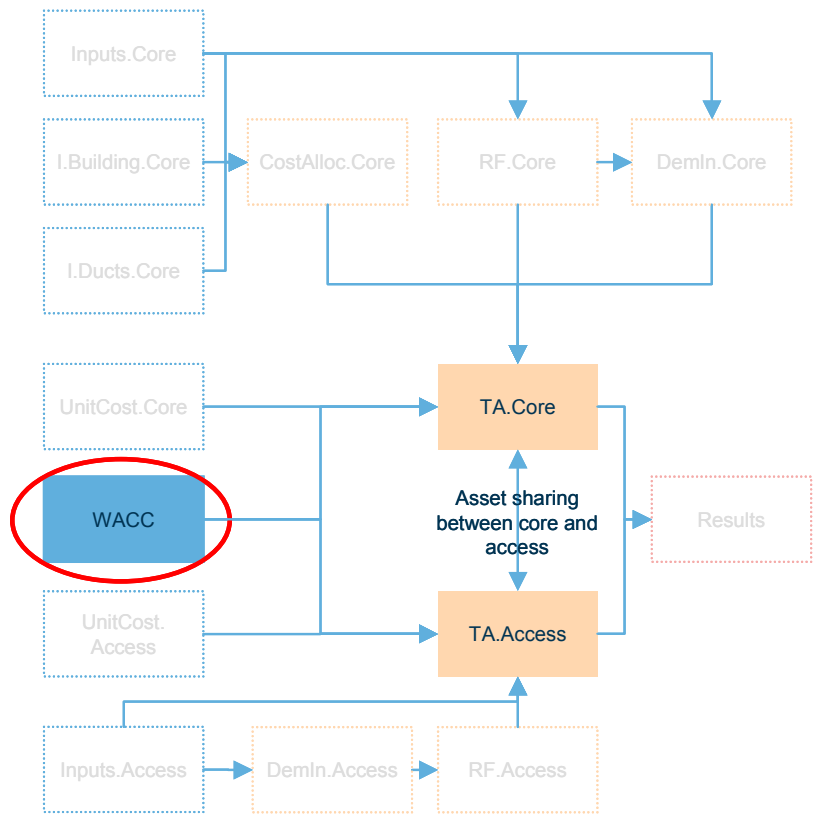 Inputs.Core
I.Building.Core
CostAlloc.Core
RF.Core
DemIn.Core
I.Ducts.Core
UnitCost.Core
TA.Core
WACC
Asset sharing
between core and
access
Results
UnitCost.
Access
TA.Access
Inputs.Access
DemIn.Access
RF.Access